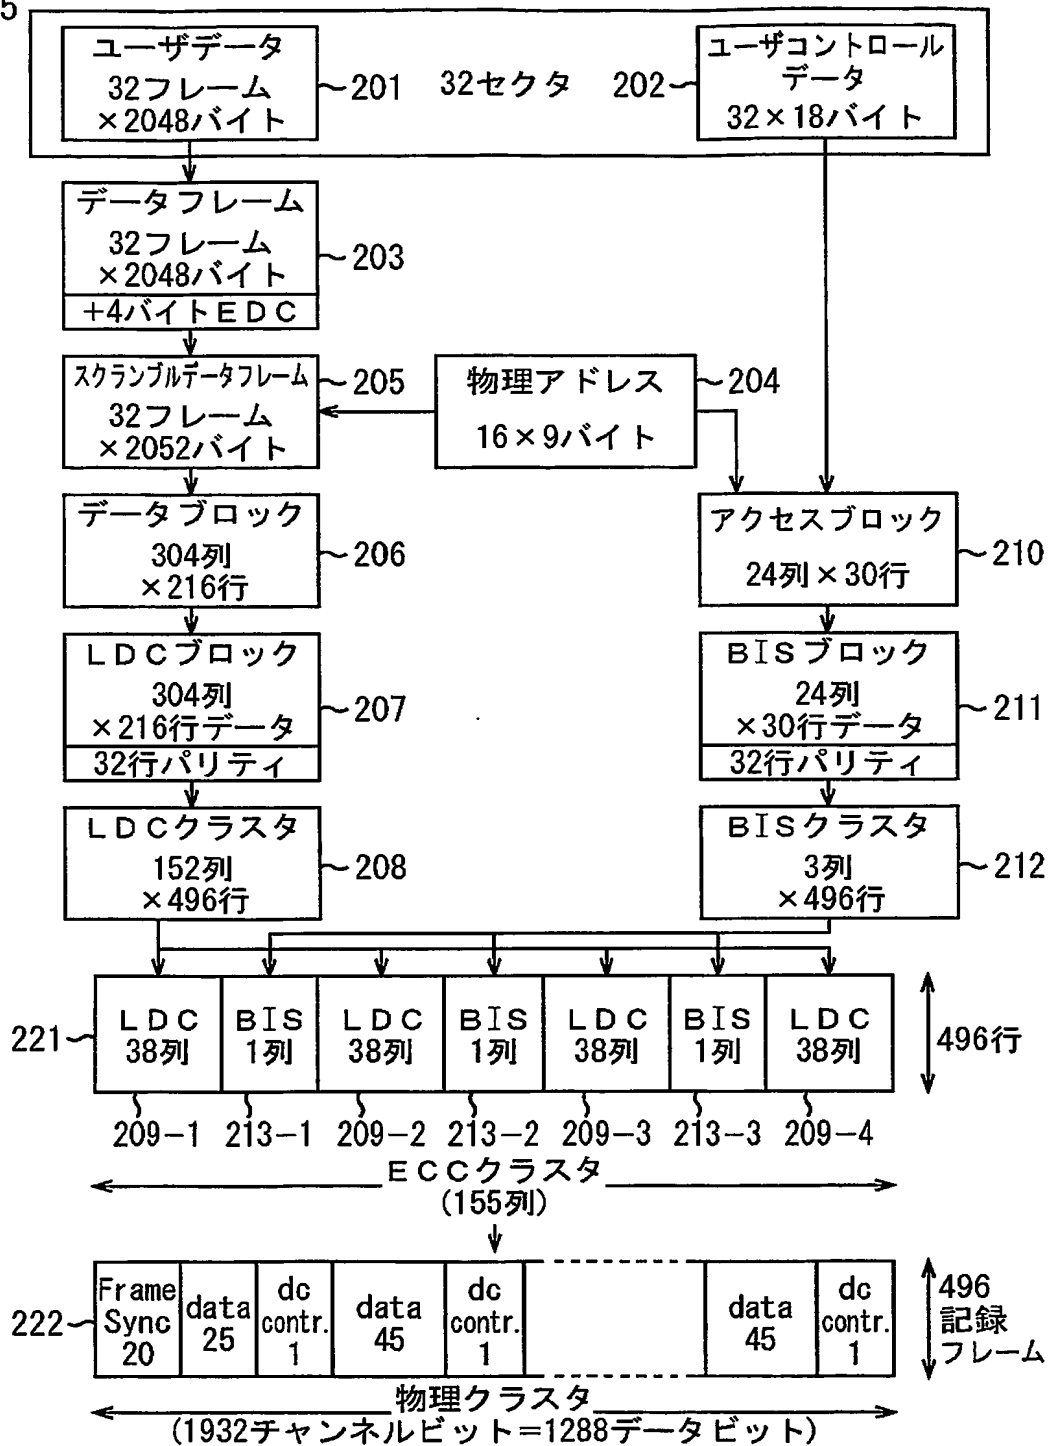 5
ユーザデータ
32フレーム
×2048バイト
201
32セクタ
202
ユーザコントロール
データ
32×18バイト
データフレーム
32フレーム
×2048バイト
+4バイトEDC
203
スクランブルデータフレーム
32フレーム
×2052バイト
205
物理アドレス
16×9バイト
204
データブロック
304列
×216行
206
アクセスブロック
24列×30行
210
LDCブロック
304列
×216行データ
32行パリティ
207
BISブロック
24列
×30行データ
32行パリティ
211
LDCクラスタ
152列
×496行
208
BISクラスタ
3列
×496行
212
221
LDC
38列
BIS
1列
LDC
38列
BIS
1列
LDC
38列
BIS
1列
LDC
38列
496行
209-1
213-1
209-2
213-2
209-3
213-3
209-4
ECCクラスタ
(155列)
222
Frame
Sync
20
data
25
dc
contr.
1
data
45
dc
contr.
1
data
45
dc
contr.
1
496
記録
フレーム
物理クラスタ
(1932チャンネルビット=1288データビット)